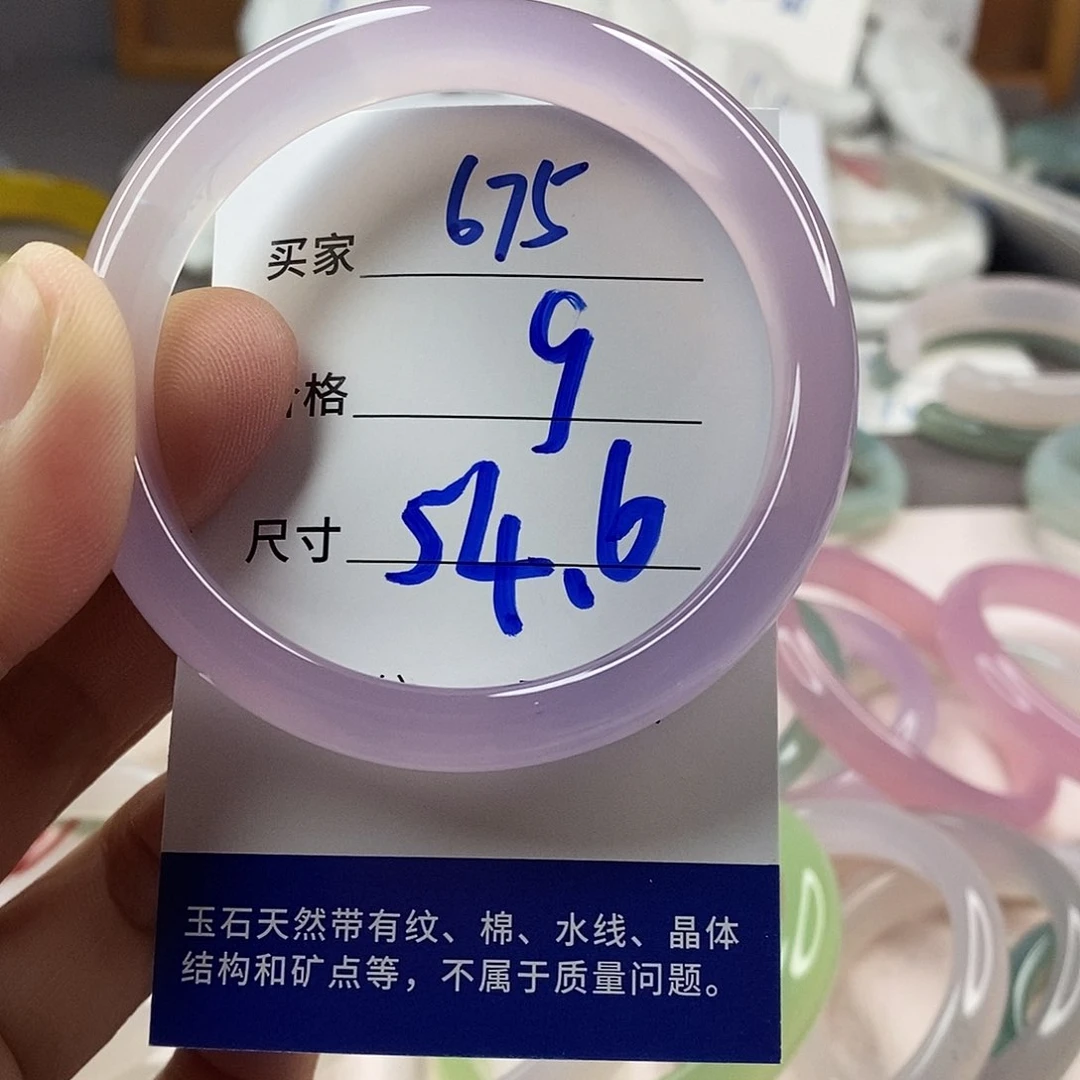 买家 675
格 9
尺寸 54.6
玉石天然带有纹、棉、水线、晶体
结构和矿点等，不属于质量问题。